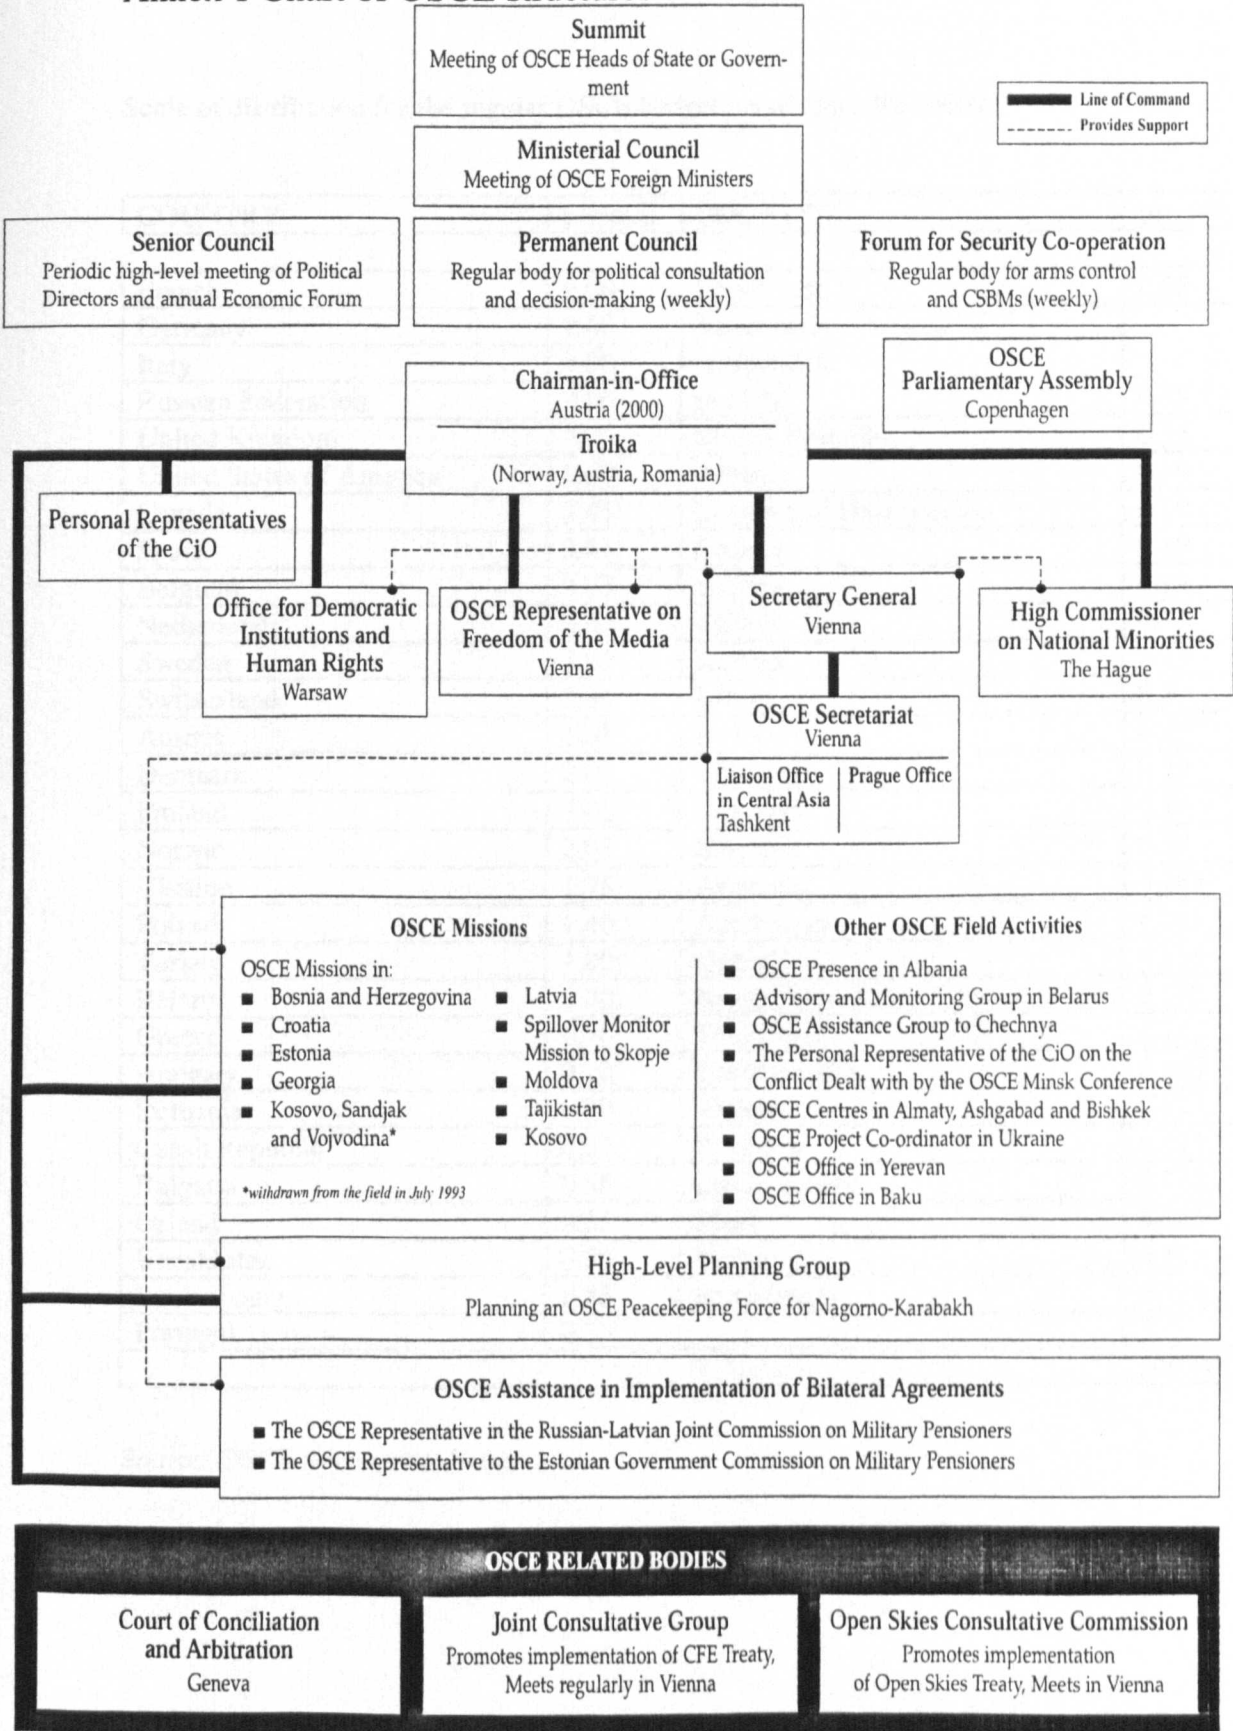 Summit
Meeting of OSCE Heads of State or Govern-
ment
Line of Command
Provides Support
Ministerial Council
Meeting of OSCE Foreign Ministers
Senior Council
Periodic high-level meeting of Political
Directors and annual Economic Forum
Permanent Council
Regular body for political consultation
and decision-making (weekly)
Forum for Security Co-operation
Regular body for arms control
and CSBMs (weekly)
OSCE
Parliamentary Assembly
Copenhagen
Chairman-in-Office
Austria (2000)
Troika
(Norway, Austria, Romania)
Personal Representatives
of the CiO
Office for Democratic
Institutions and
Human Rights
Warsaw
OSCE Representative on
Freedom of the Media
Vienna
Secretary General
Vienna
High Commissioner
on National Minorities
The Hague
OSCE Secretariat
Vienna
Liaison Office
in Central Asia
Tashkent
Prague Office
OSCE Missions
OSCE Missions in:
■ Bosnia and Herzegovina
■ Croatia
■ Estonia
■ Georgia
■ Kosovo, Sandjak
and Vojvodina*
■ Latvia
■ Spillover Monitor
Mission to Skopje
■ Moldova
■ Tajikistan
■ Kosovo
*withdrawn from the field in July 1993
Other OSCE Field Activities
■ OSCE Presence in Albania
■ Advisory and Monitoring Group in Belarus
■ OSCE Assistance Group to Chechnya
■ The Personal Representative of the CiO on the
Conflict Dealt with by the OSCE Minsk Conference
■ OSCE Centres in Almaty, Ashgabad and Bishkek
■ OSCE Project Co-ordinator in Ukraine
■ OSCE Office in Yerevan
■ OSCE Office in Baku
High-Level Planning Group
Planning an OSCE Peacekeeping Force for Nagorno-Karabakh
OSCE Assistance in Implementation of Bilateral Agreements
■ The OSCE Representative in the Russian-Latvian Joint Commission on Military Pensioners
■ The OSCE Representative to the Estonian Government Commission on Military Pensioners
OSCE RELATED BODIES
Court of Conciliation
and Arbitration
Geneva
Joint Consultative Group
Promotes implementation of CFE Treaty,
Meets regularly in Vienna
Open Skies Consultative Commission
Promotes implementation
of Open Skies Treaty, Meets in Vienna